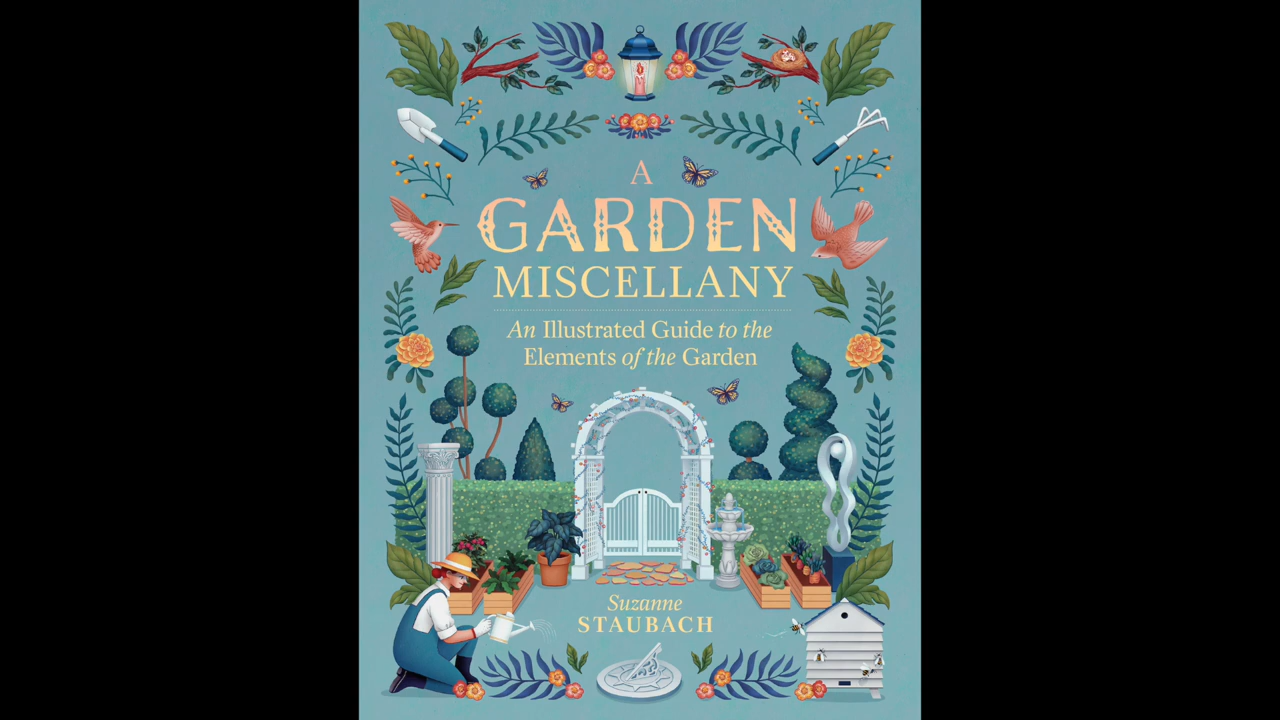 A
GARDEN
MISCELLANY
An Illustrated Guide to the
Elements of the Garden
Suzanne
STAUBACH